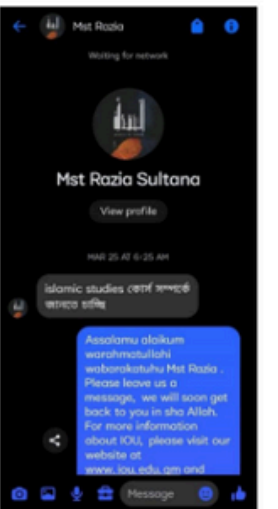 Mst Razia
Waiting for network
Mst Razia Sultana
View profile
MAR 25 AT 6:25 AM
islamic studies কোর্স সম্পর্কে
জানতে চাচ্ছি
Assalamu alaikum
warahmatullahi
wabarakatuhu Mst Razia .
Please leave us a
message, we will soon get
back to you in sha Allah.
For more information
about IOU, please visit our
website at
www.iou.edu.gm and
Message